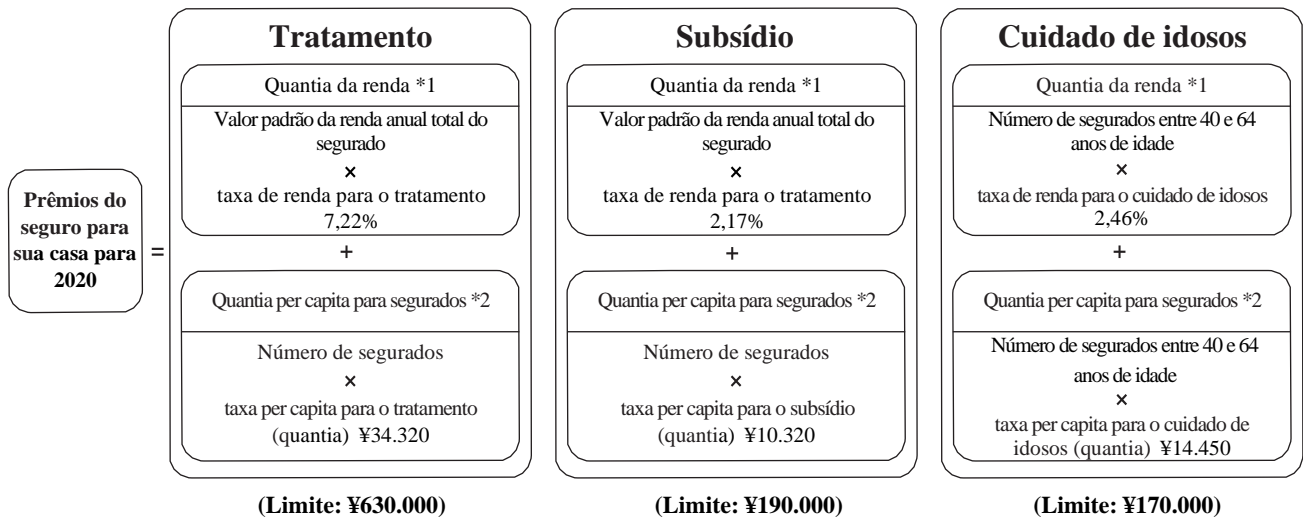 Prêmios do
seguro para
sua casa para
2020
=
Tratamento
Quantia da renda *1
Valor padrão da renda anual total do
segurado
×
taxa de renda para o tratamento
7,22%
+
Quantia per capita para segurados *2
Número de segurados
×
taxa per capita para o tratamento
(quantia) ¥34.320
(Limite: ¥630.000)
Subsídio
Quantia da renda *1
Valor padrão da renda anual total do
segurado
×
taxa de renda para o tratamento
2,17%
+
Quantia per capita para segurados *2
Número de segurados
×
taxa per capita para o subsídio
(quantia) ¥10.320
(Limite: ¥190.000)
Cuidado de idosos
Quantia da renda *1
Número de segurados entre 40 e 64
anos de idade
×
taxa de renda para o cuidado de idosos
2,46%
+
Quantia per capita para segurados *2
Número de segurados entre 40 e 64
anos de idade
×
taxa per capita para o cuidado de
idosos (quantia) ¥14.450
(Limite: ¥170.000)